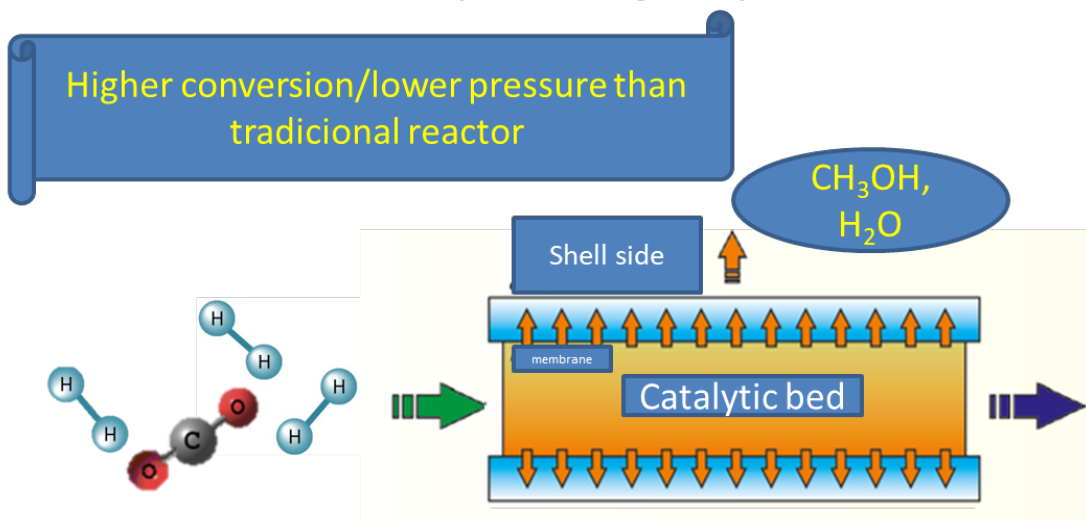 Higher conversion/lower pressure than
tradicional reactor
CH₃OH,
H₂O
Shell side
membrane
Catalytic bed
H
H
H
H
H
H
O
C
O